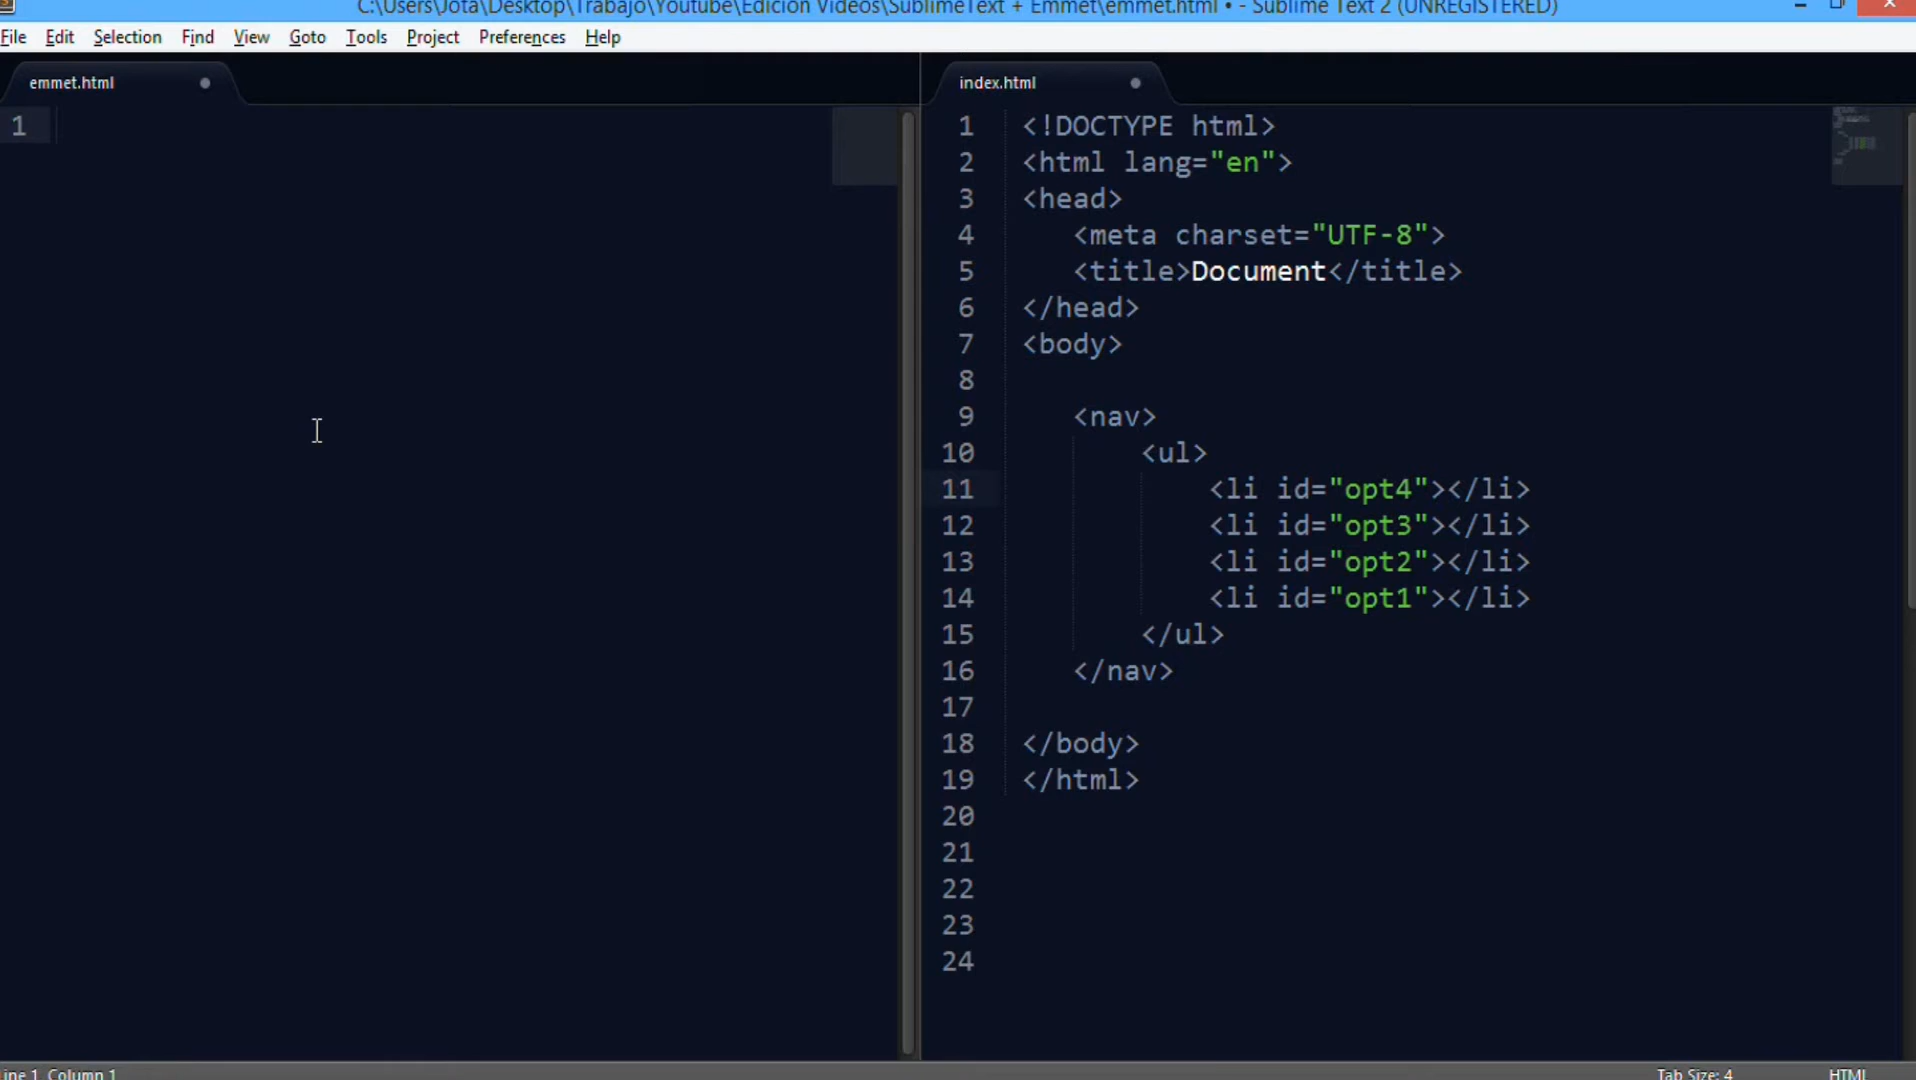 C:\Users\Jota\Desktop\Trabajo\Youtube\Edicion Videos\SublimeText + Emmet\emmet.html • - Sublime Text 2 (UNREGISTERED)
File Edit Selection Find View Goto Tools Project Preferences Help
emmet.html
1
index.html
1 <!DOCTYPE html>
2 <html lang="en">
3 <head>
4 <meta charset="UTF-8">
5 <title>Document</title>
6 </head>
7 <body>
8
9 <nav>
10 <ul>
11 <li id="opt4"></li>
12 <li id="opt3"></li>
13 <li id="opt2"></li>
14 <li id="opt1"></li>
15 </ul>
16 </nav>
17
18 </body>
19 </html>
20
21
22
23
24
ine 1, Column 1 Tab Size: 4 HTML